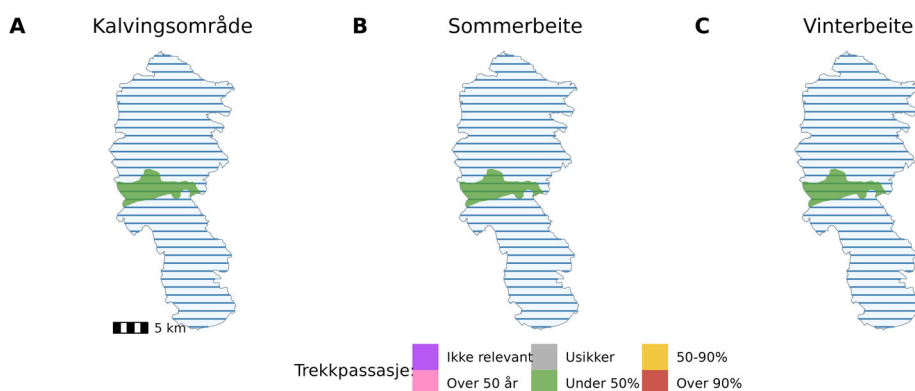 A Kalvingsområde B Sommerbeite C Vinterbeite
5 km
Trekkpassasje:
Ikke relevant Usikker 50-90%
Over 50 år Under 50% Over 90%